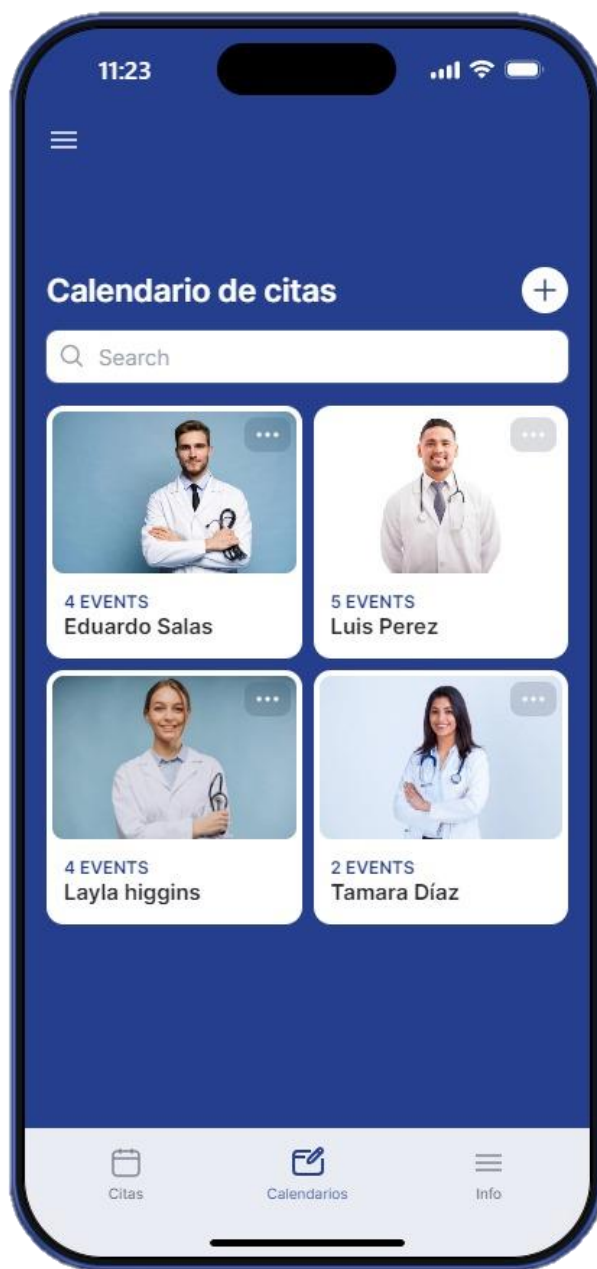 11:23
Calendario de citas
Search
4 EVENTS
Eduardo Salas
5 EVENTS
Luis Perez
4 EVENTS
Layla higgins
2 EVENTS
Tamara Díaz
Citas
Calendarios
Info